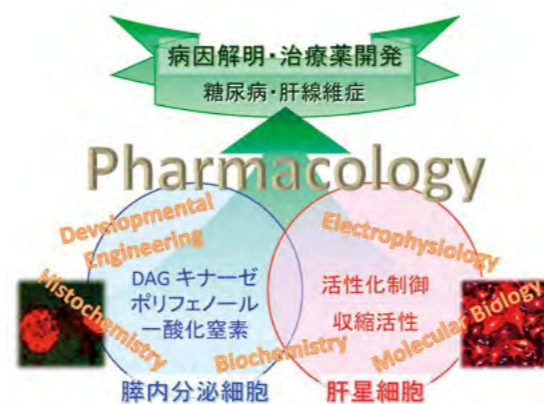 病因解明・治療薬開発
糖尿病・肝線維症
Pharmacology
Developmental
Engineering
Electrophysiology
Histochemistry
DAG キナーゼ
ポリフェノール
一酸化窒素
活性化制御
収縮活性
Molecular Biology
Biochemistry
膵内分泌細胞
肝星細胞